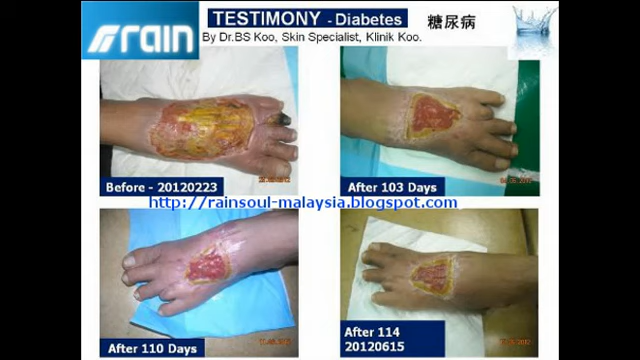 rain
TESTIMONY - Diabetes 糖尿病
By Dr.BS Koo, Skin Specialist, Klinik Koo.
Before - 20120223
After 103 Days
http://rainsoul-malaysia.blogspot.com
After 110 Days
After 114
20120615